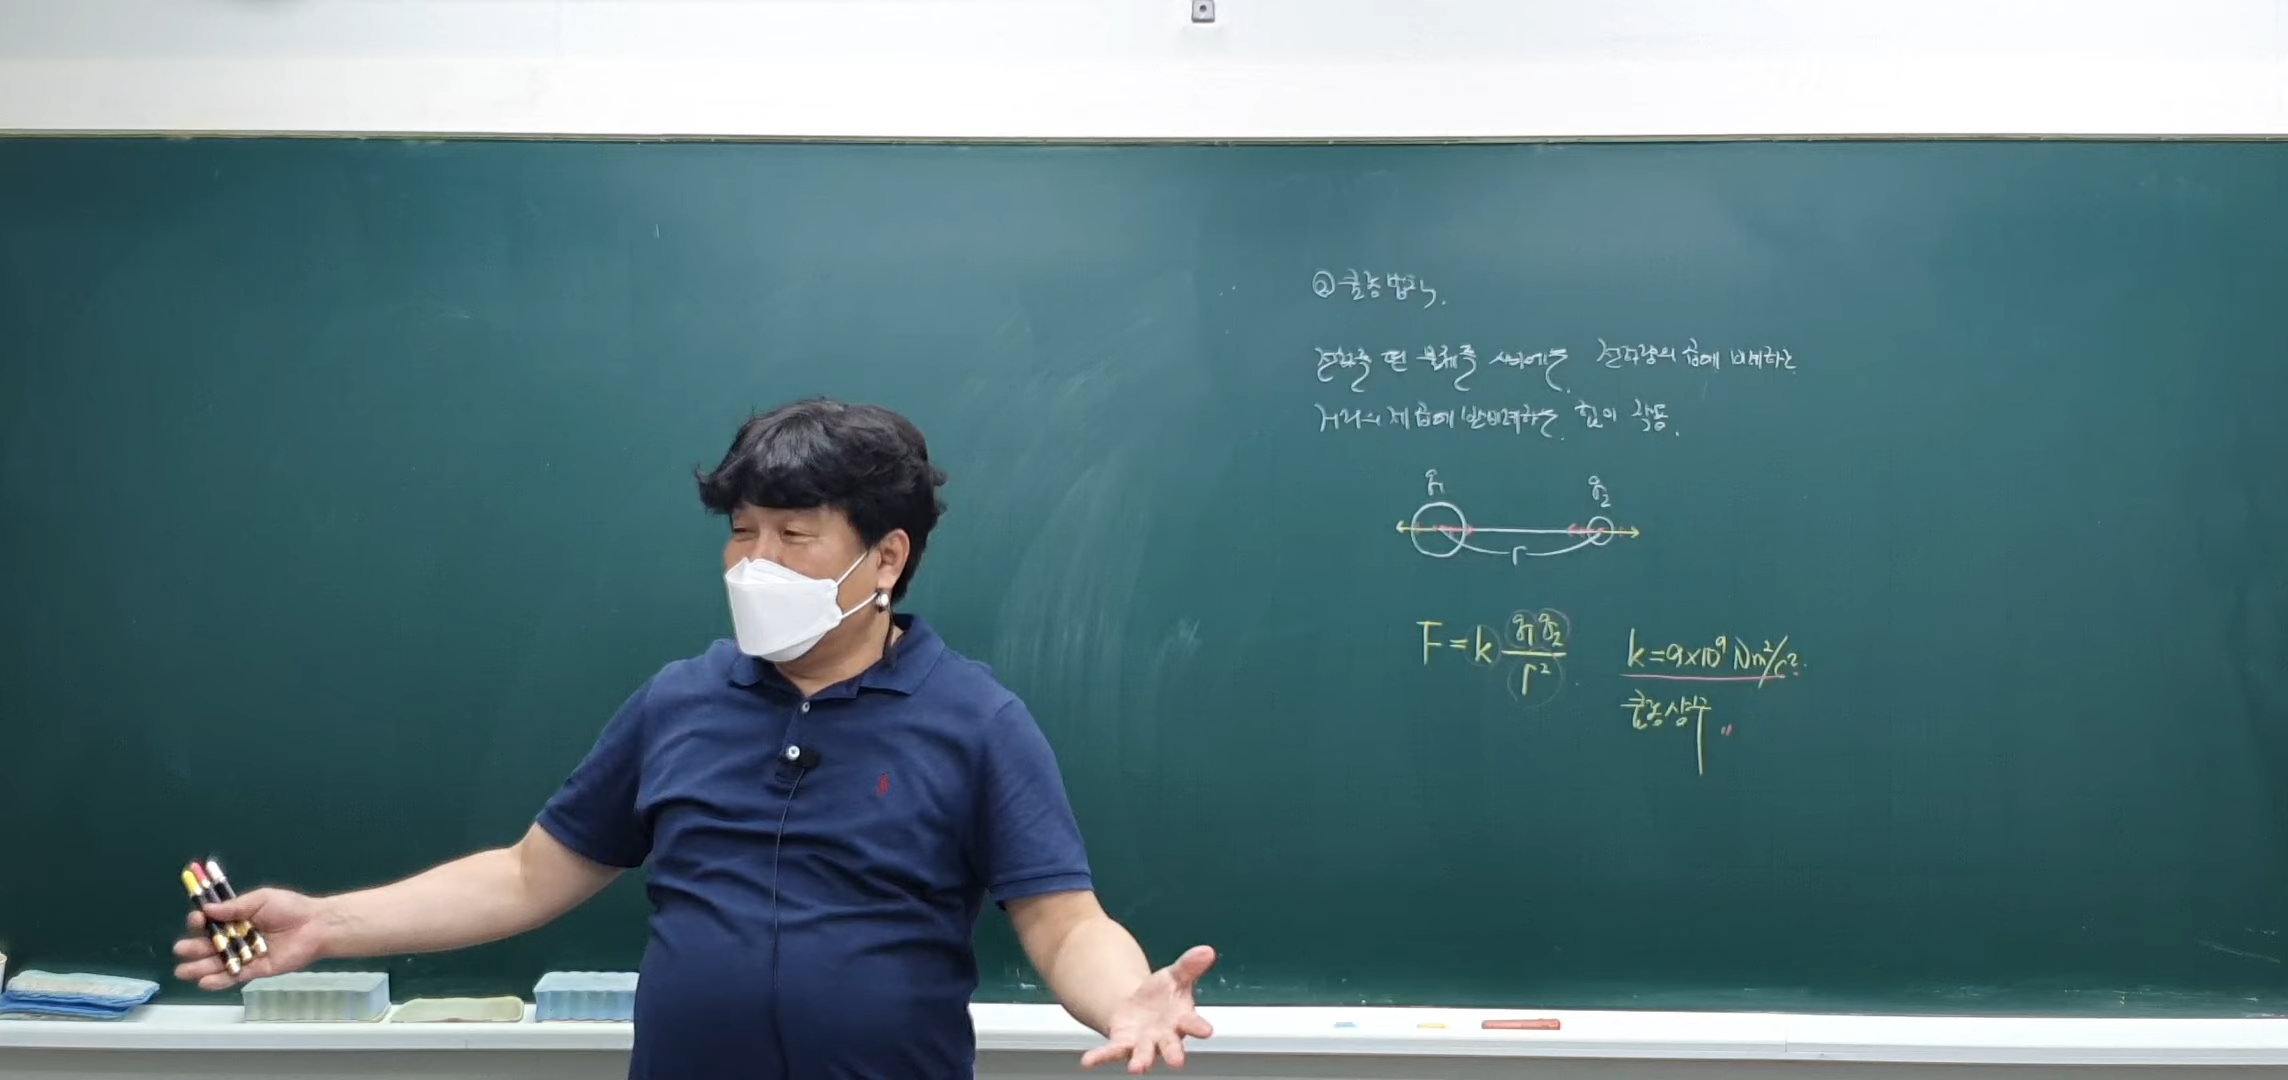 ② 쿨롱법칙.
전하를 띤 물체들 사이에는 전하량의 곱에 비례하는
거리의 제곱에 반비례하는 힘이 작용.
q₁ q₂
r
F = k q₁q₂/r² k = 9×10⁹ Nm²/C².
쿨롱상수